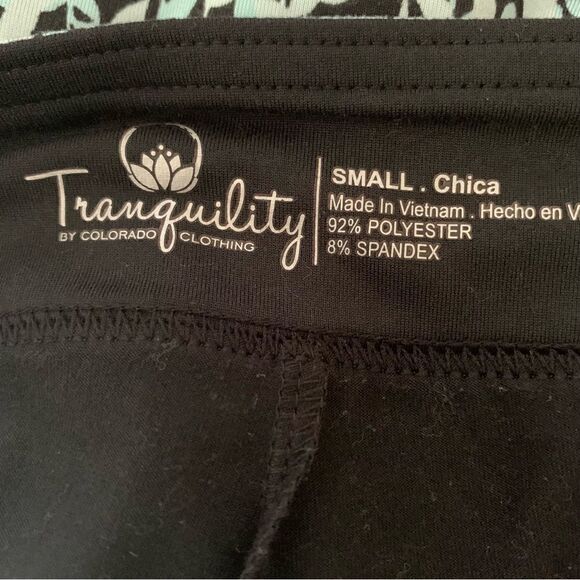 Tranquility
BY COLORADO CLOTHING
SMALL . Chica
Made In Vietnam . Hecho en V
92% POLYESTER
8% SPANDEX